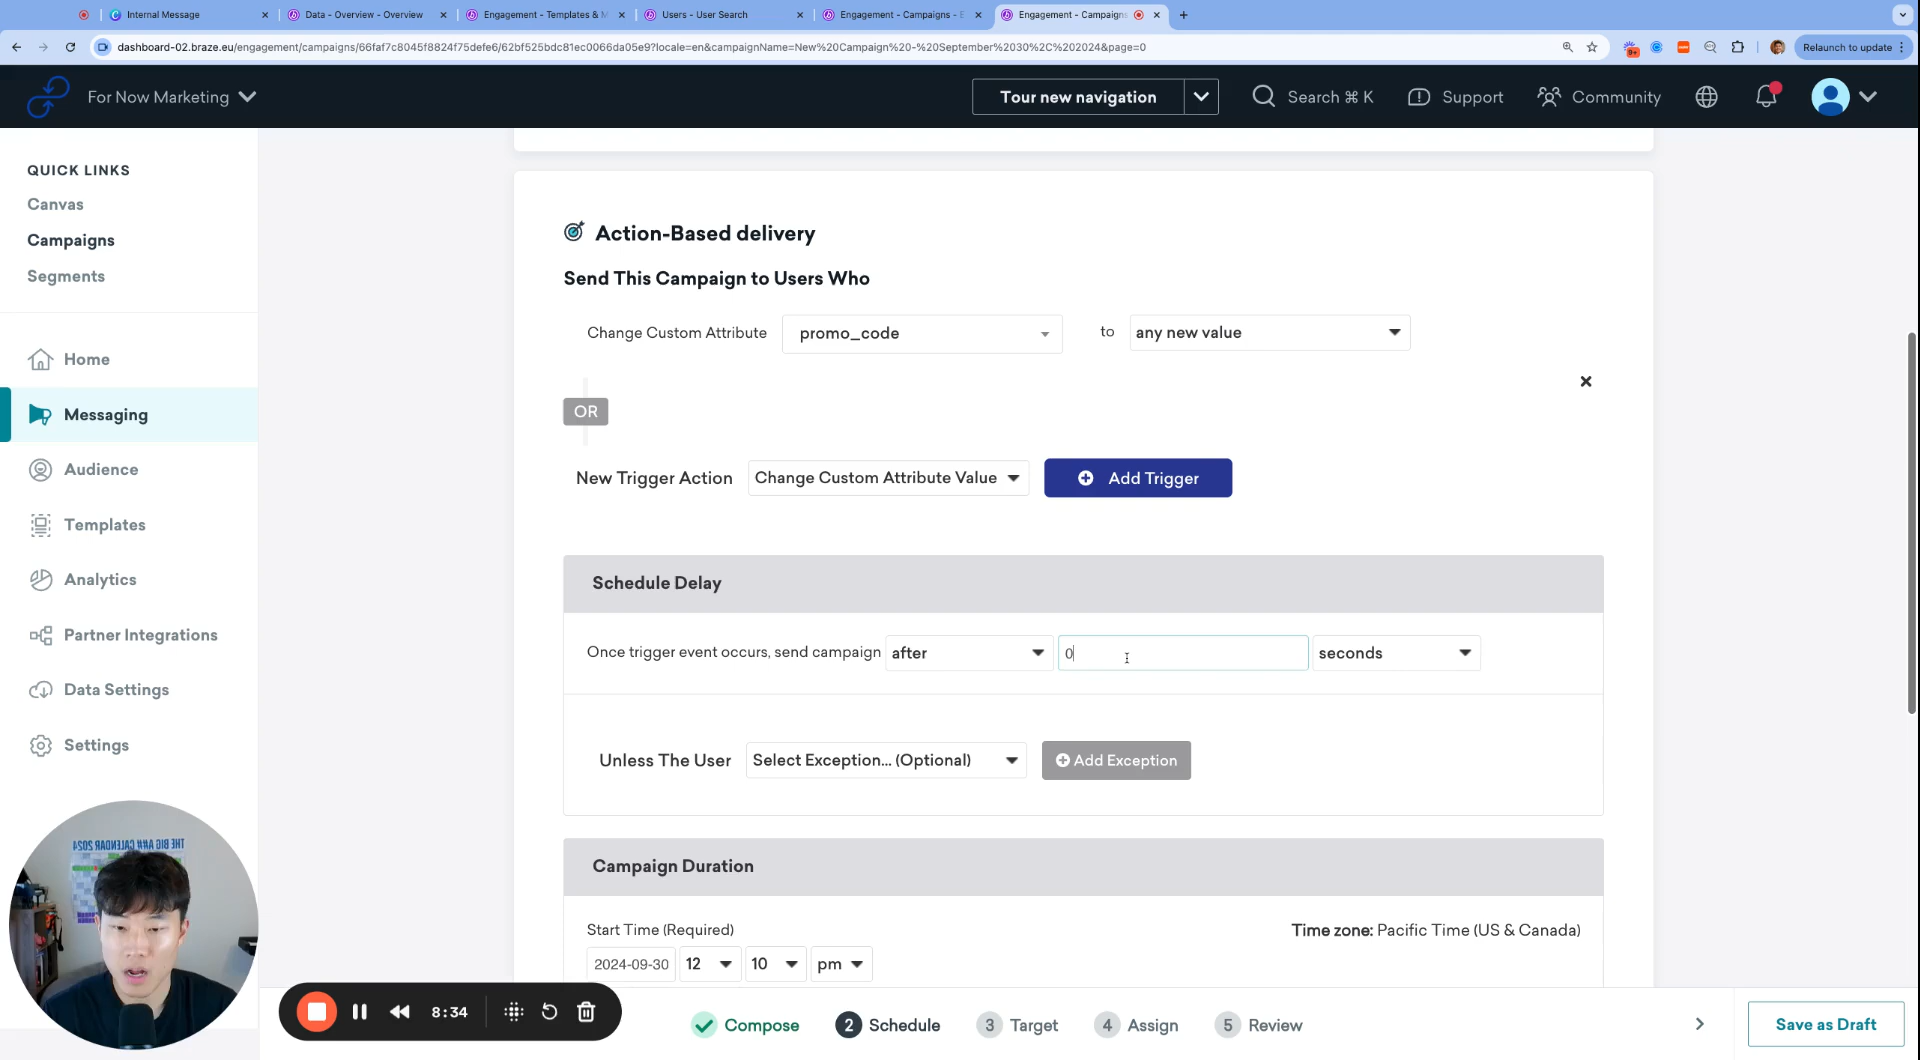 Internal Message
Data - Overview - Overview
Engagement - Templates & M
Users - User Search
Engagement - Campaigns - E
Engagement - Campaigns
dashboard-02.braze.eu/engagement/campaigns/66faf7c8045f8824f75defe6/62bf525bdc81ec0066da05e9?locale=en&campaignName=New%20Campaign%20-%20September%2030%2C%202024&page=0
9+
Relaunch to update
For Now Marketing
Tour new navigation
Search ⌘ K
Support
Community
QUICK LINKS
Canvas
Campaigns
Segments
Home
Messaging
Audience
Templates
Analytics
Partner Integrations
Data Settings
Settings
Action-Based delivery
Send This Campaign to Users Who
Change Custom Attribute promo_code to any new value
OR
New Trigger Action Change Custom Attribute Value Add Trigger
Schedule Delay
Once trigger event occurs, send campaign after 0 seconds
Unless The User Select Exception... (Optional) Add Exception
Campaign Duration
Start Time (Required)
Time zone: Pacific Time (US & Canada)
2024-09-30 12 10 pm
THE BIG A## CALENDAR 2024
8:34
Compose
2 Schedule
3 Target
4 Assign
5 Review
Save as Draft